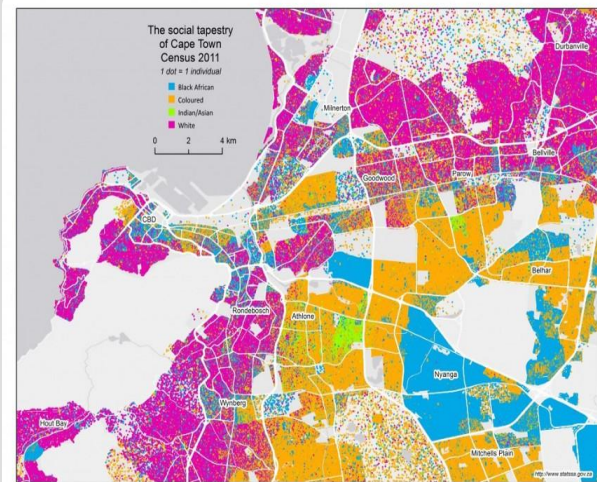 The social tapestry
of Cape Town
Census 2011
1 dot = 1 individual
Black African
Coloured
Indian/Asian
White
0 2 4 km
Durbanville
Milnerton
Bellville
Goodwood
Parow
CBD
Belhar
Rondebosch
Athlone
Nyanga
Wynberg
Hout Bay
Mitchells Plain
http://www.statssa.gov.za